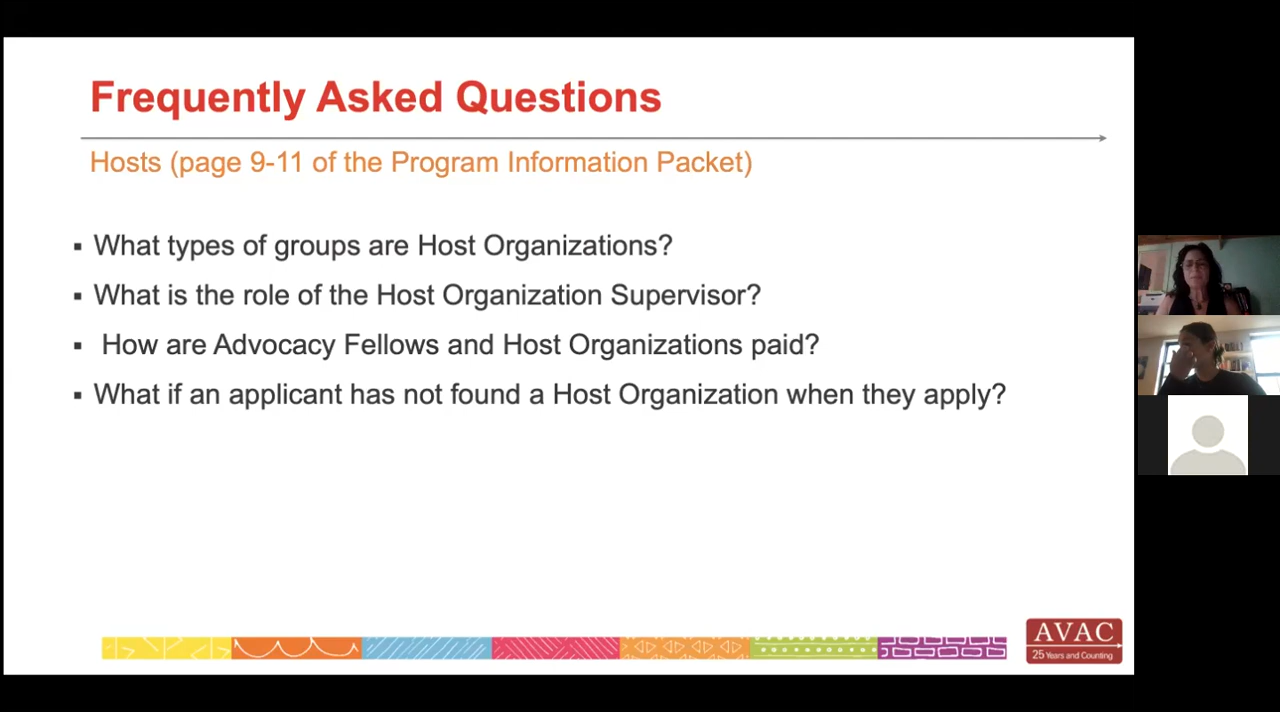 Frequently Asked Questions
Hosts (page 9-11 of the Program Information Packet)
▪ What types of groups are Host Organizations?
▪ What is the role of the Host Organization Supervisor?
▪ How are Advocacy Fellows and Host Organizations paid?
▪ What if an applicant has not found a Host Organization when they apply?
AVAC
25 Years and Counting